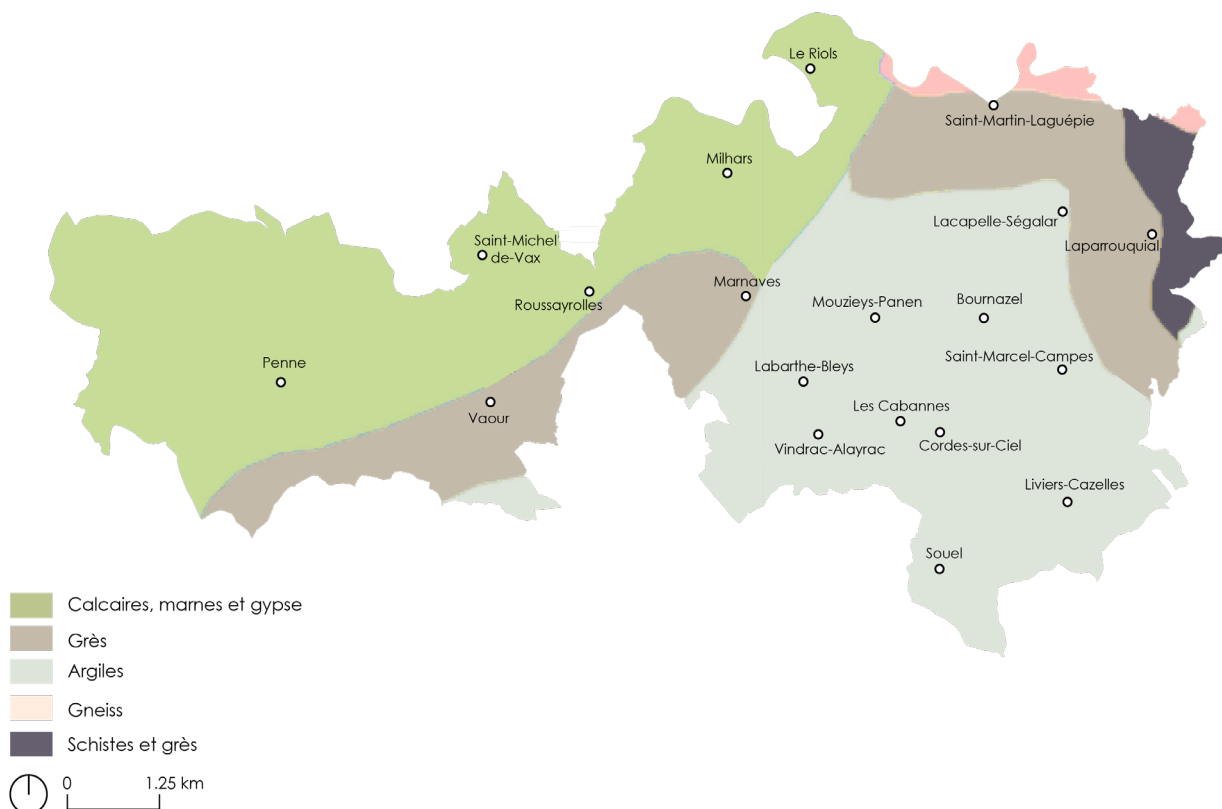 Le Riols
Saint-Martin-Laguépie
Milhars
Lacapelle-Ségalar
Laparrouquial
Saint-Michel
de-Vax
Roussayrolles
Marnaves
Mouzieys-Panen
Bournazel
Penne
Labarthe-Bleys
Saint-Marcel-Campes
Vaour
Les Cabannes
Vindrac-Alayrac
Cordes-sur-Ciel
Liviers-Cazelles
Souel
Calcaires, marnes et gypse
Grès
Argiles
Gneiss
Schistes et grès
0 1.25 km